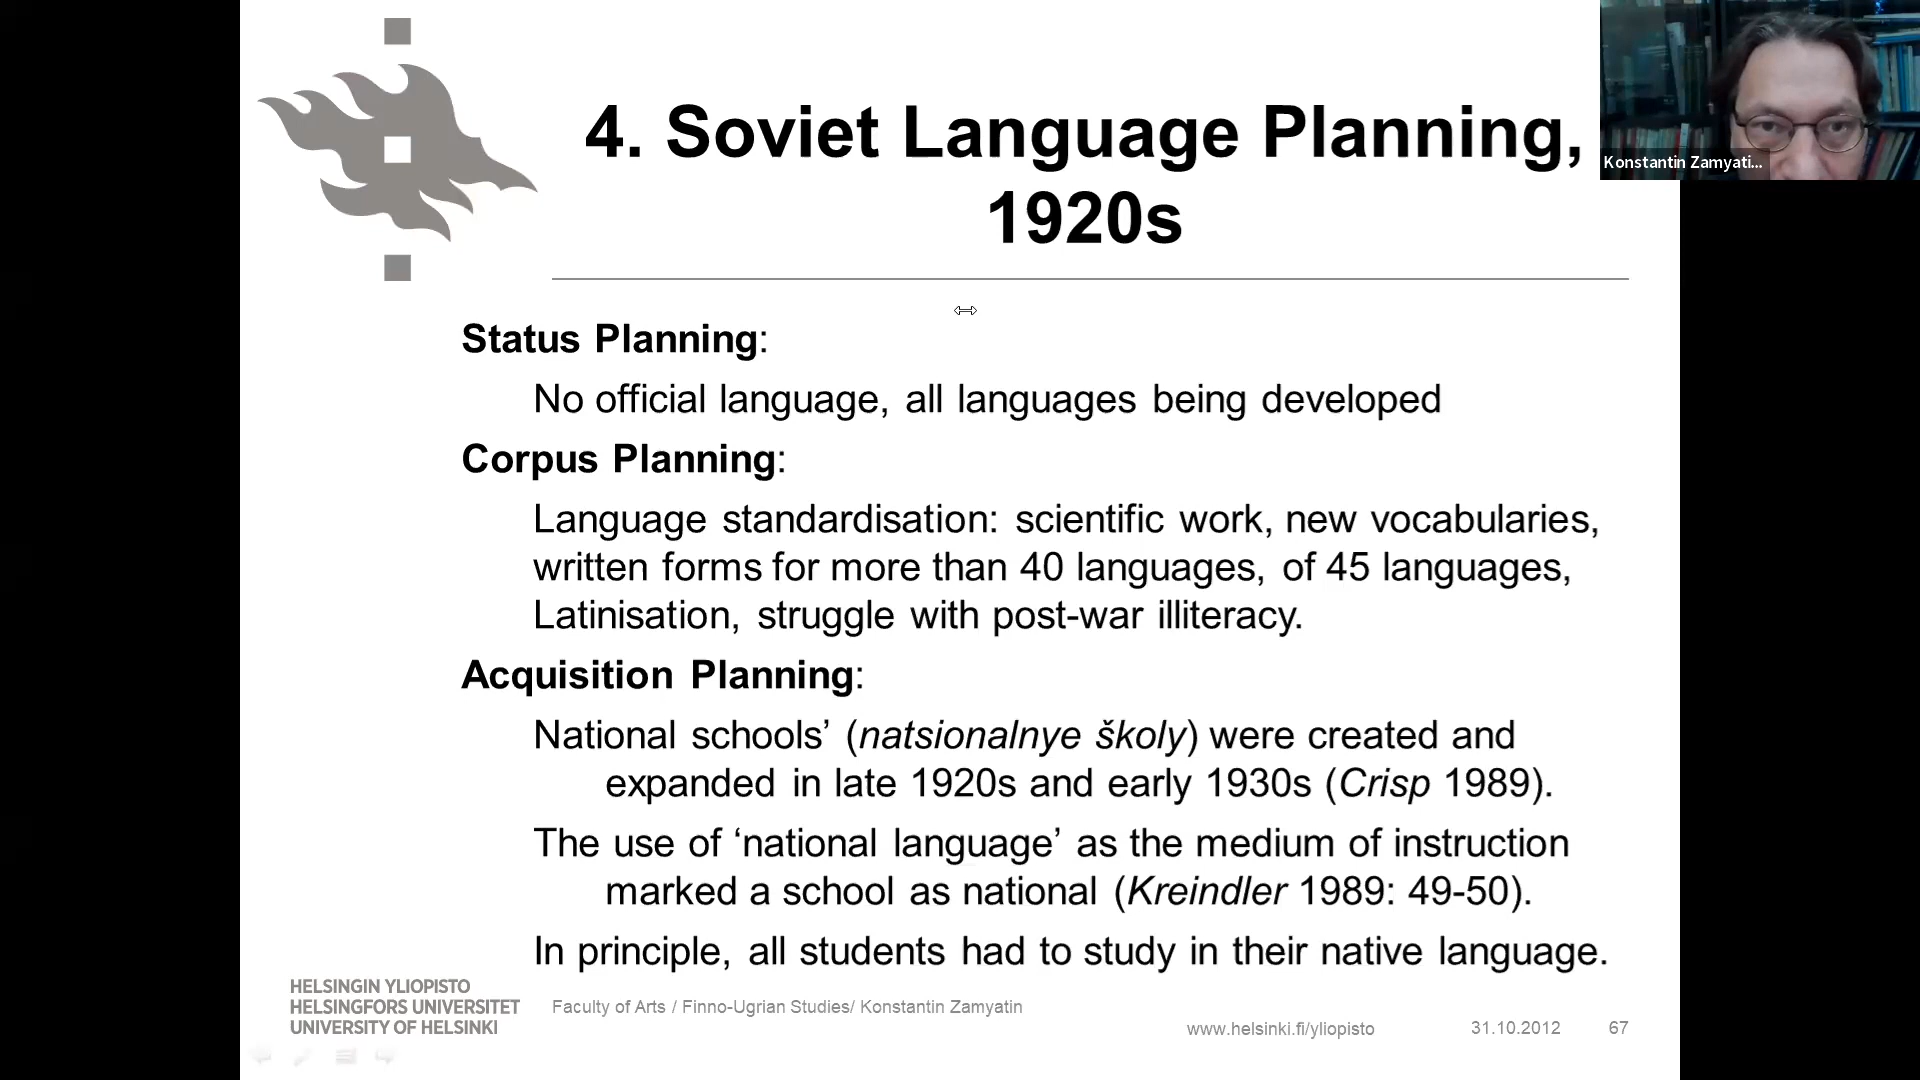 4. Soviet Language Planning,
1920s
Konstantin Zamyati...
Status Planning:
No official language, all languages being developed
Corpus Planning:
Language standardisation: scientific work, new vocabularies,
written forms for more than 40 languages, of 45 languages,
Latinisation, struggle with post-war illiteracy.
Acquisition Planning:
National schools’ (natsionalnye školy) were created and
expanded in late 1920s and early 1930s (Crisp 1989).
The use of ‘national language’ as the medium of instruction
marked a school as national (Kreindler 1989: 49-50).
In principle, all students had to study in their native language.
HELSINGIN YLIOPISTO
HELSINGFORS UNIVERSITET
UNIVERSITY OF HELSINKI
Faculty of Arts / Finno-Ugrian Studies/ Konstantin Zamyatin
www.helsinki.fi/yliopisto
31.10.2012
67